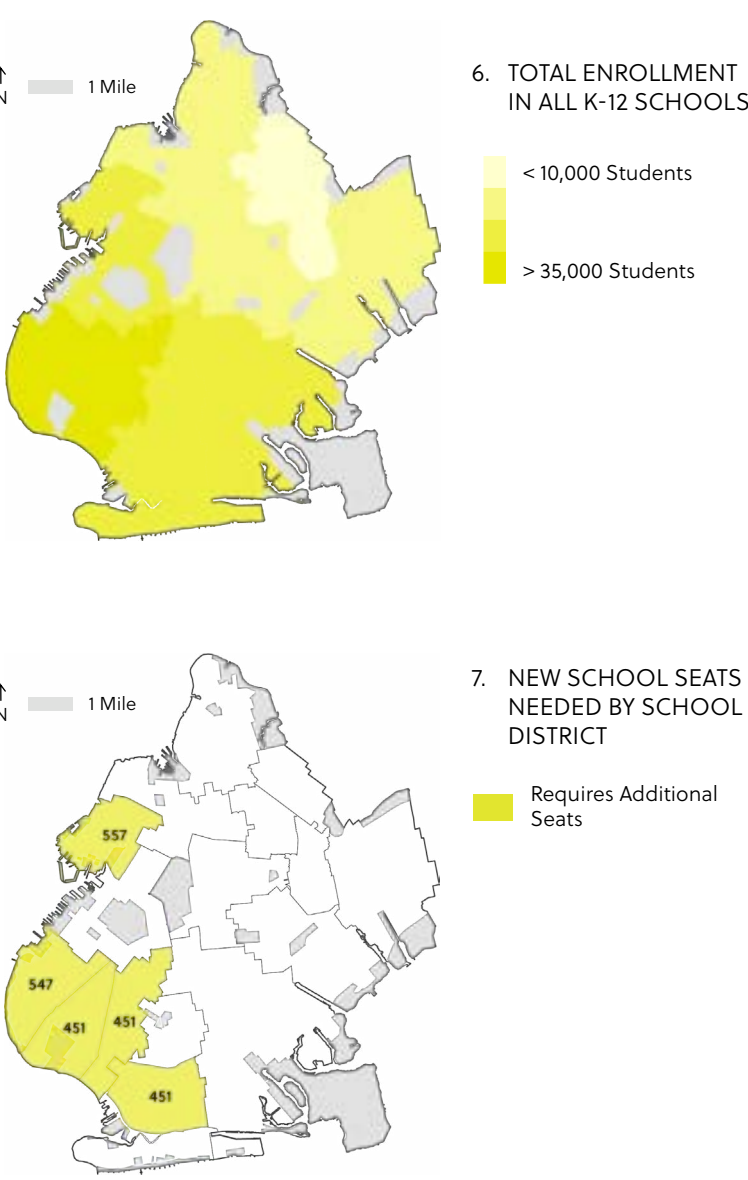 6. TOTAL ENROLLMENT
IN ALL K-12 SCHOOLS
N
1 Mile
< 10,000 Students
> 35,000 Students
7. NEW SCHOOL SEATS
NEEDED BY SCHOOL
DISTRICT
N
1 Mile
Requires Additional
Seats
557
547
451
451
451